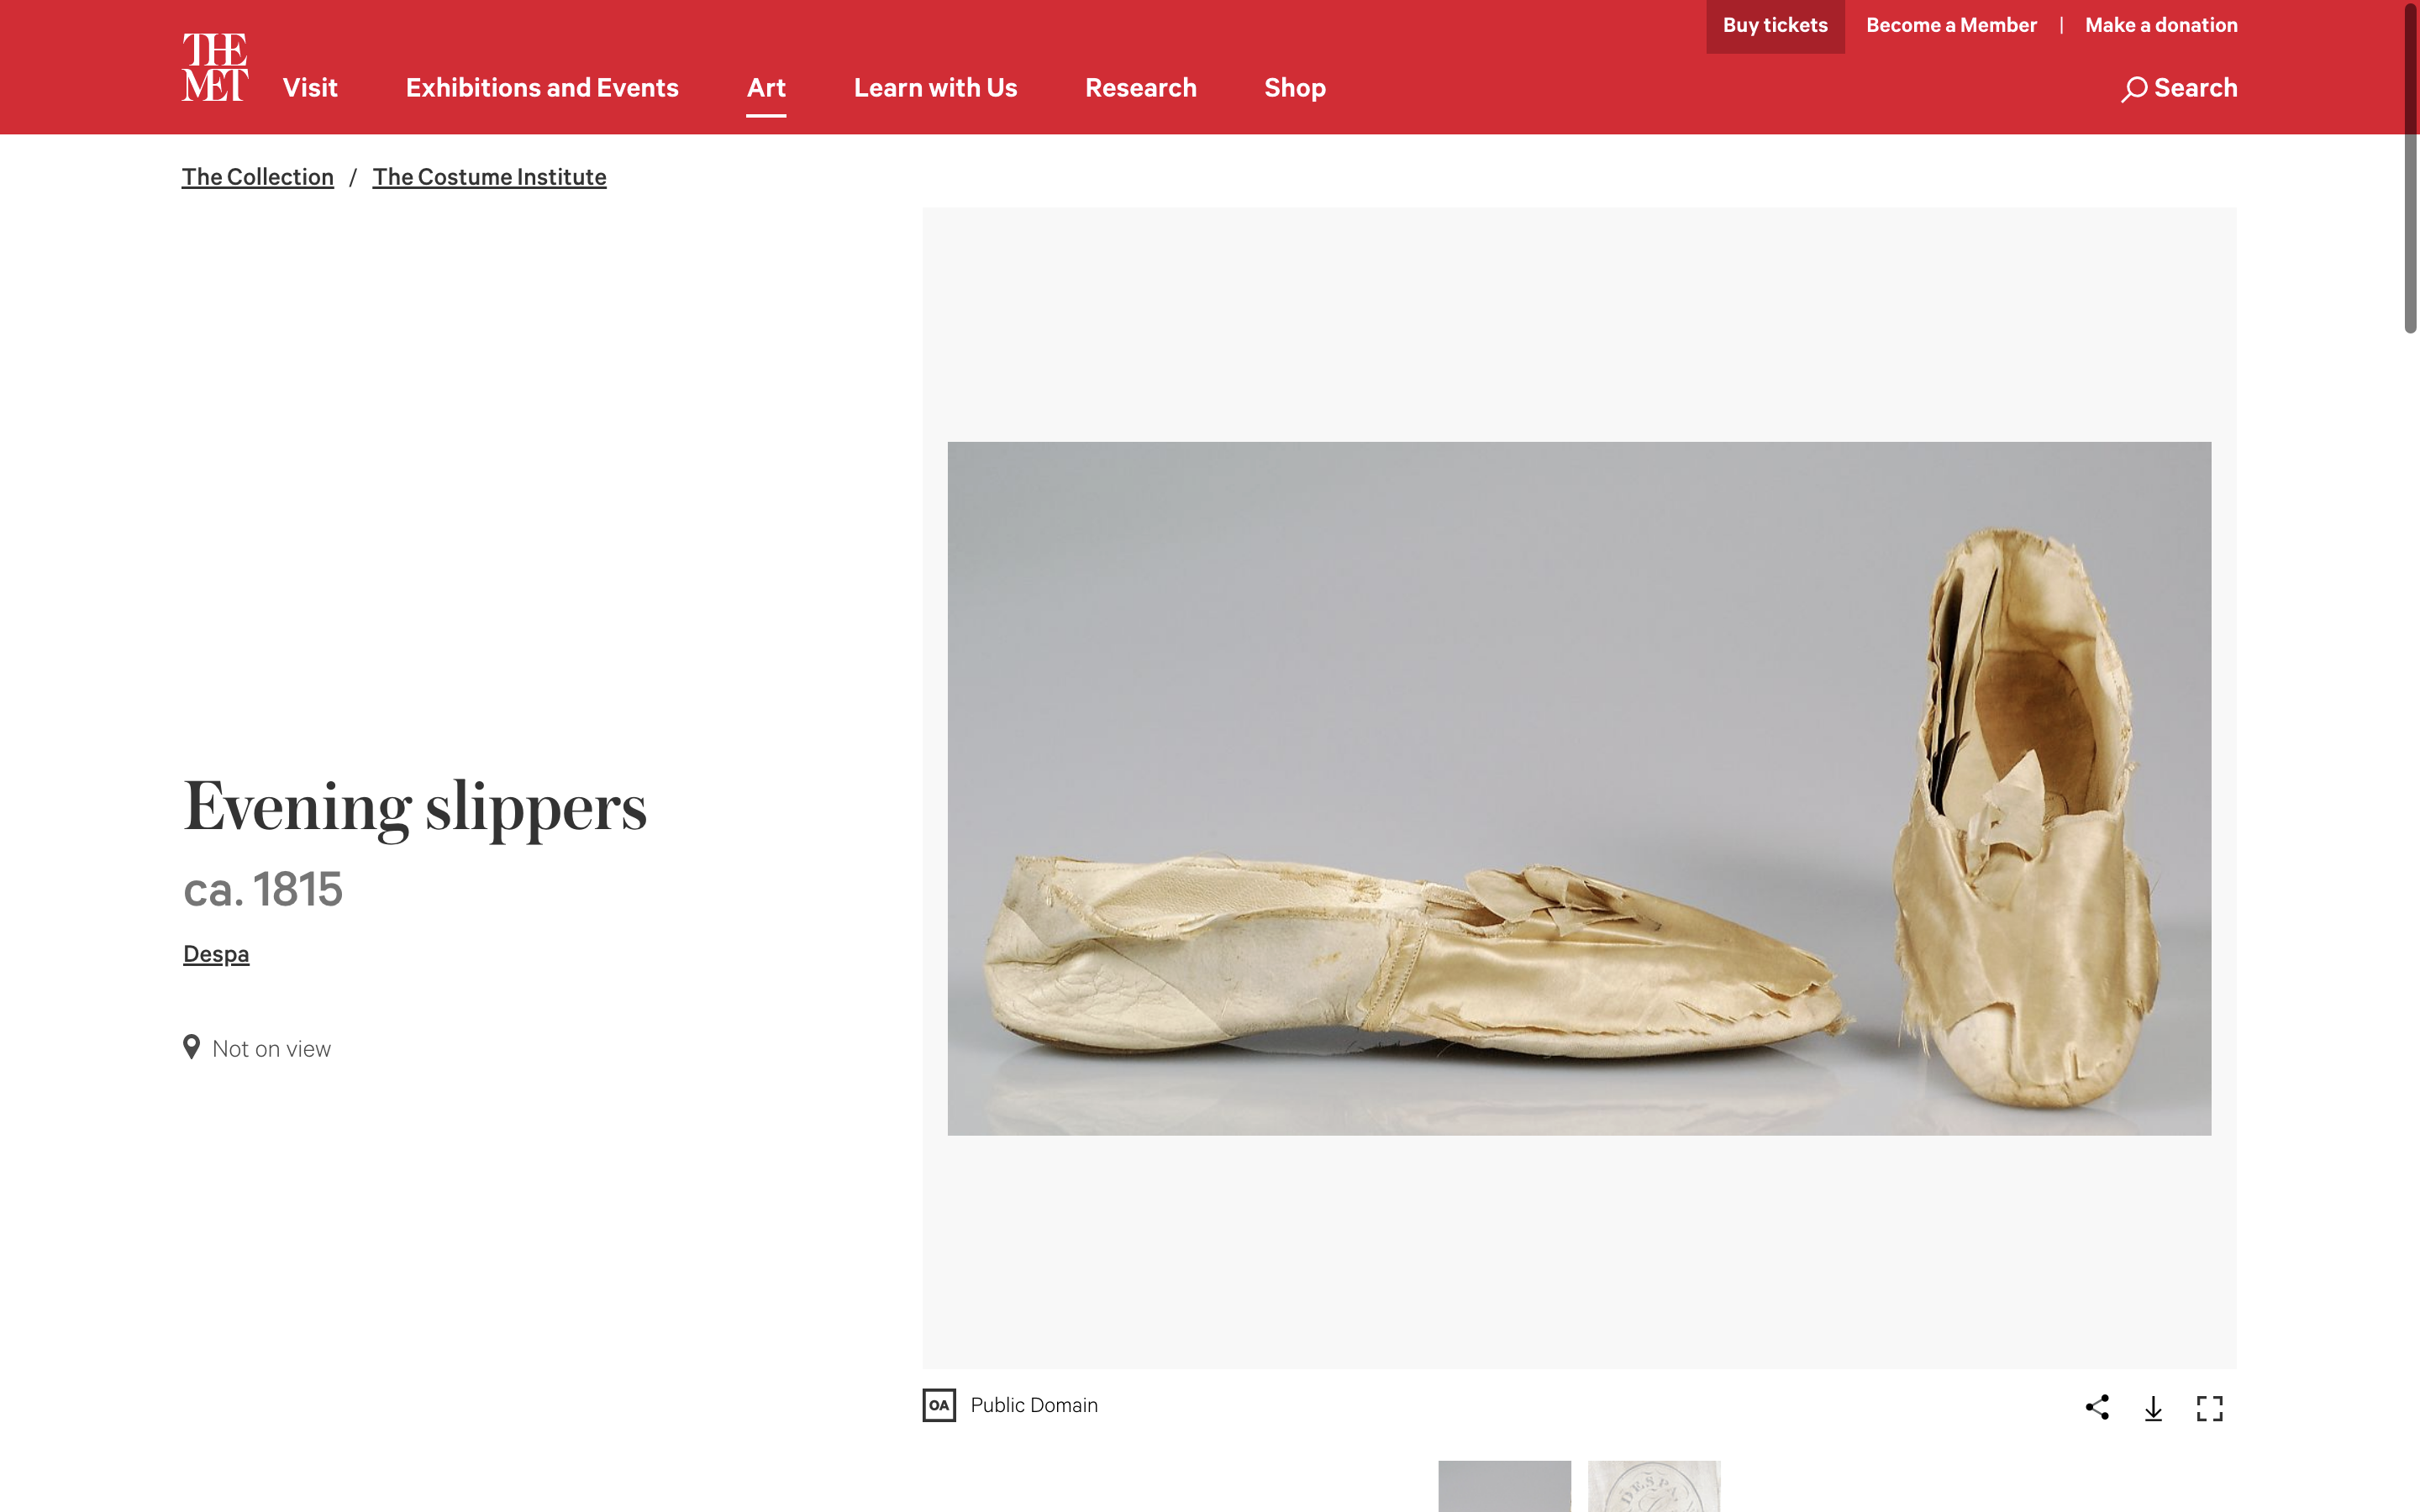 Buy tickets Become a Member | Make a donation
THE
MET
Visit Exhibitions and Events Art Learn with Us Research Shop Search
The Collection / The Costume Institute
Evening slippers
ca. 1815
Despa
Not on view
OA Public Domain
DESPA